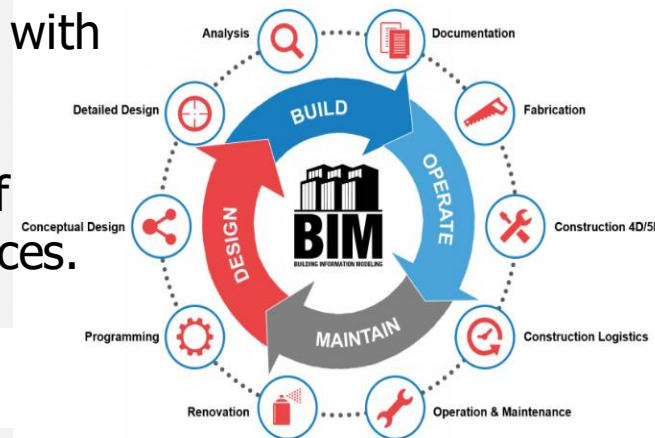 with
f
ces.
Analysis
Documentation
Detailed Design
Fabrication
Conceptual Design
Construction 4D/5
Programming
Construction Logistics
Renovation
Operation & Maintenance
BUILD
OPERATE
MAINTAIN
DESIGN
BIM
BUILDING INFORMATION MODELING